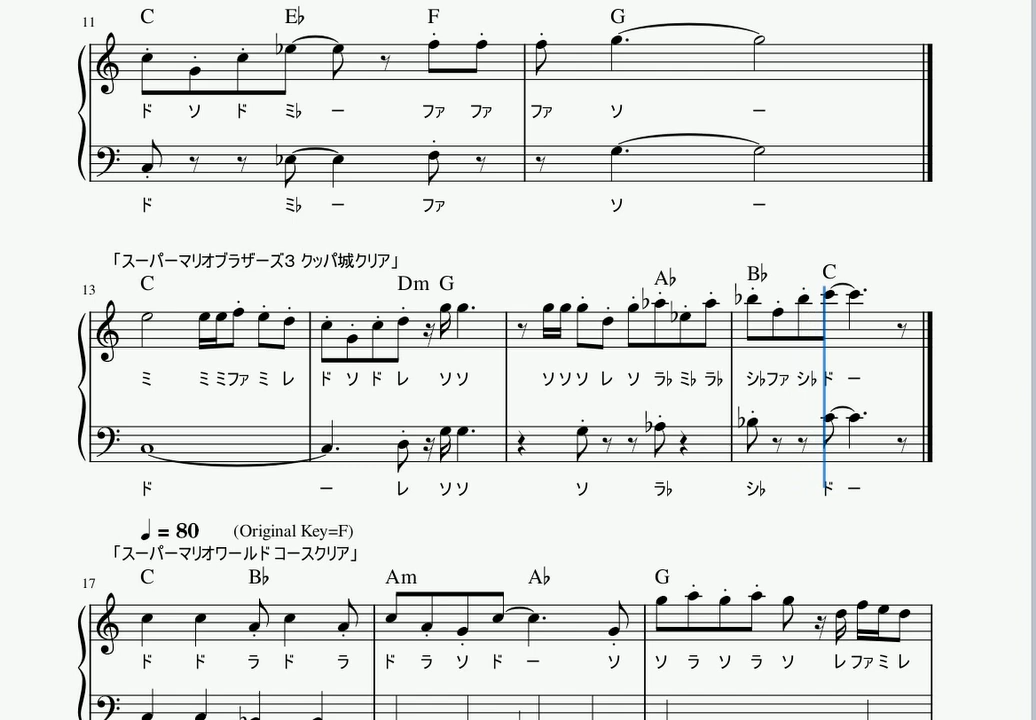 11 C E♭ F G
ド ソ ド ミ♭ ー ファ ファ ファ ソ ー
ド ミ♭ ー ファ ソ ー
「スーパーマリオブラザーズ3 クッパ城クリア」
13 C Dm G A♭ B♭ C
ミ ミ ミ ファ ミ レ ド ソ ド レ ソ ソ ソ ソ ソ レ ソ ラ♭ ミ♭ ラ♭ シ♭ ファ シ♭ ド ー
ド ー レ ソ ソ ソ ラ♭ シ♭ ド ー
♩ = 80 (Original Key=F)
「スーパーマリオワールド コースクリア」
17 C B♭ Am A♭ G
ド ド ラ ド ラ ド ラ ソ ド ー ソ ソ ラ ソ ラ ソ レ ファ ミ レ